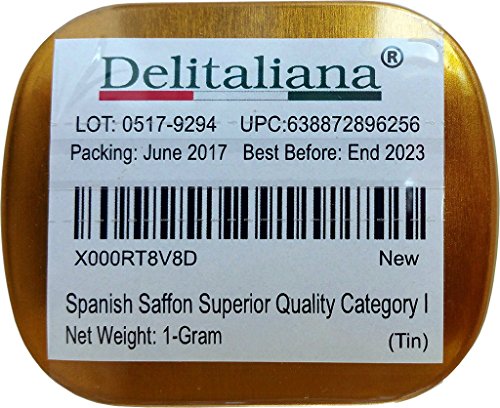 Delitaliana®
LOT: 0517-9294 UPC:638872896256
Packing: June 2017 Best Before: End 2023
X000RT8V8D New
Spanish Saffon Superior Quality Category I
Net Weight: 1-Gram (Tin)